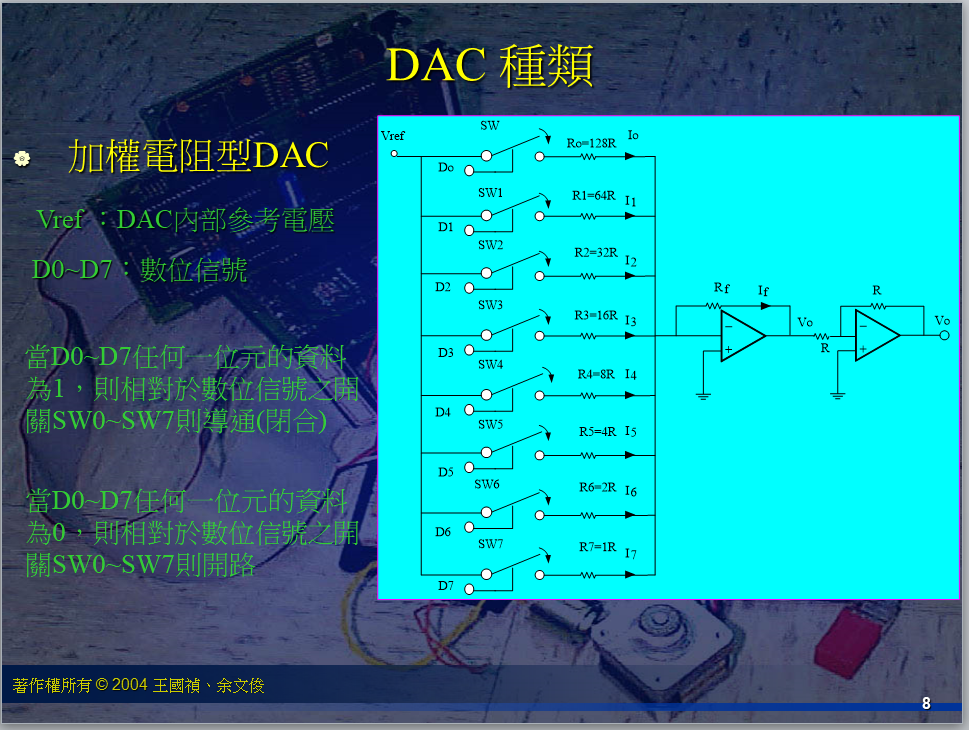 DAC 種類
加權電阻型DAC
Vref ：DAC內部參考電壓
D0~D7：數位信號
當D0~D7任何一位元的資料
為1，則相對於數位信號之開
關SW0~SW7則導通(閉合)
當D0~D7任何一位元的資料
為0，則相對於數位信號之開
關SW0~SW7則開路
Vref
SW
Do
Ro=128R
Io
SW1
D1
R1=64R
I1
SW2
D2
R2=32R
I2
SW3
D3
R3=16R
I3
SW4
D4
R4=8R
I4
SW5
D5
R5=4R
I5
SW6
D6
R6=2R
I6
SW7
D7
R7=1R
I7
Rf
If
−
+
Vo
R
R
−
+
Vo
著作權所有 © 2004 王國禎、余文俊
8